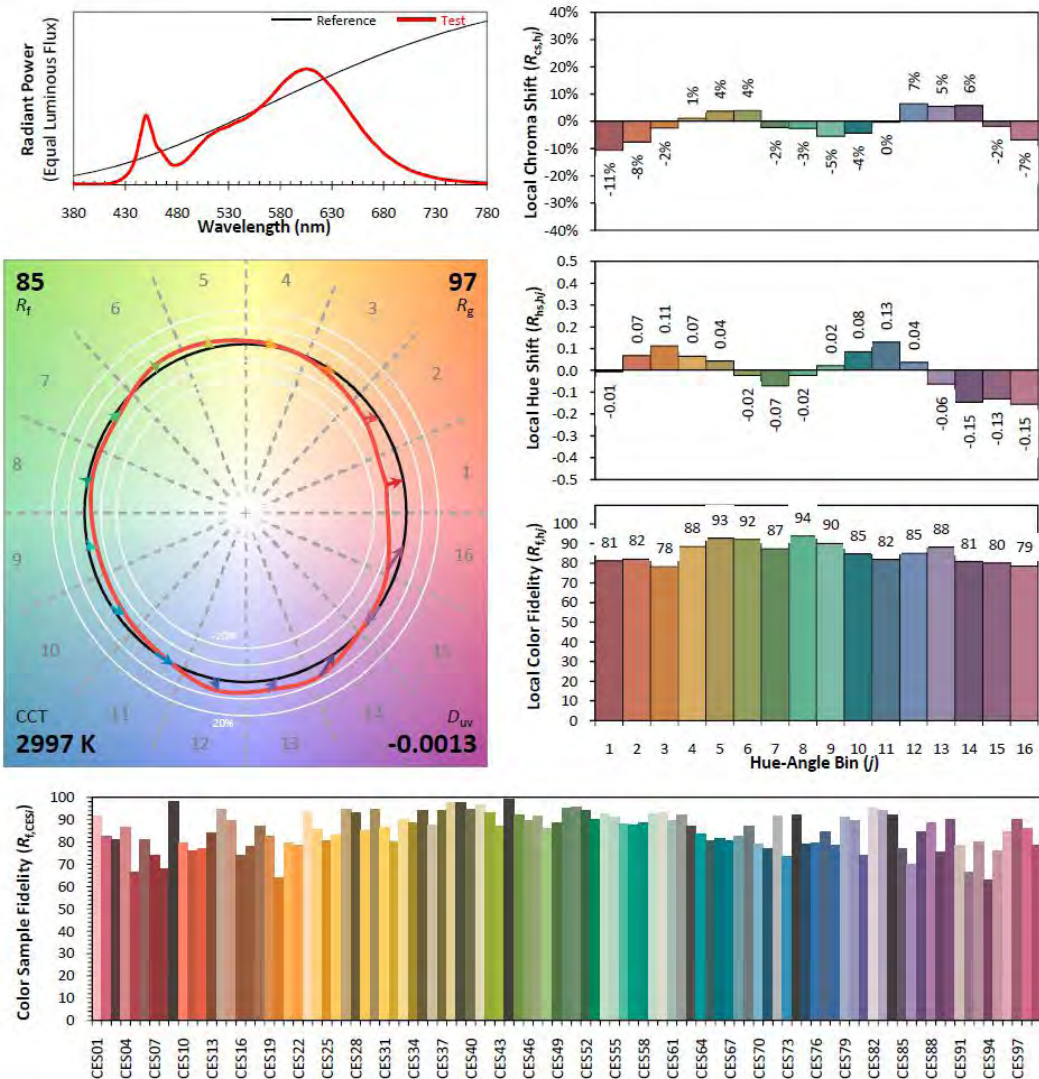 Radiant Power
(Equal Luminous Flux)
Reference
Test
380 430 480 530 580 630 680 730 780
Wavelength (nm)
Local Chroma Shift (Rcs,hj)
40%
30%
20%
10%
0%
-10%
-20%
-30%
-40%
-11% -8% -2% 1% 4% 4% -2% -3% -5% -4% 0% 7% 5% 6% -2% -7%
85
Rf
97
Rg
5 4
6 3
7 2
8 1
9 16
10 15
11 14
12 13
-20%
20%
CCT
2997 K
Duv
-0.0013
Local Hue Shift (Rhs,hj)
0.5
0.4
0.3
0.2
0.1
0.0
-0.1
-0.2
-0.3
-0.4
-0.5
-0.01 0.07 0.11 0.07 0.04 -0.02 -0.07 -0.02 0.02 0.08 0.13 0.04 -0.06 -0.15 -0.13 -0.15
Local Color Fidelity (Rf,hj)
100
90
80
70
60
50
40
30
20
10
0
81 82 78 88 93 92 87 94 90 85 82 85 88 81 80 79
1 2 3 4 5 6 7 8 9 10 11 12 13 14 15 16
Hue-Angle Bin (j)
Color Sample Fidelity (Rf,CESi)
100
90
80
70
60
50
40
30
20
10
0
CES01 CES04 CES07 CES10 CES13 CES16 CES19 CES22 CES25 CES28 CES31 CES34 CES37 CES40 CES43 CES46 CES49 CES52 CES55 CES58 CES61 CES64 CES67 CES70 CES73 CES76 CES79 CES82 CES85 CES88 CES91 CES94 CES97